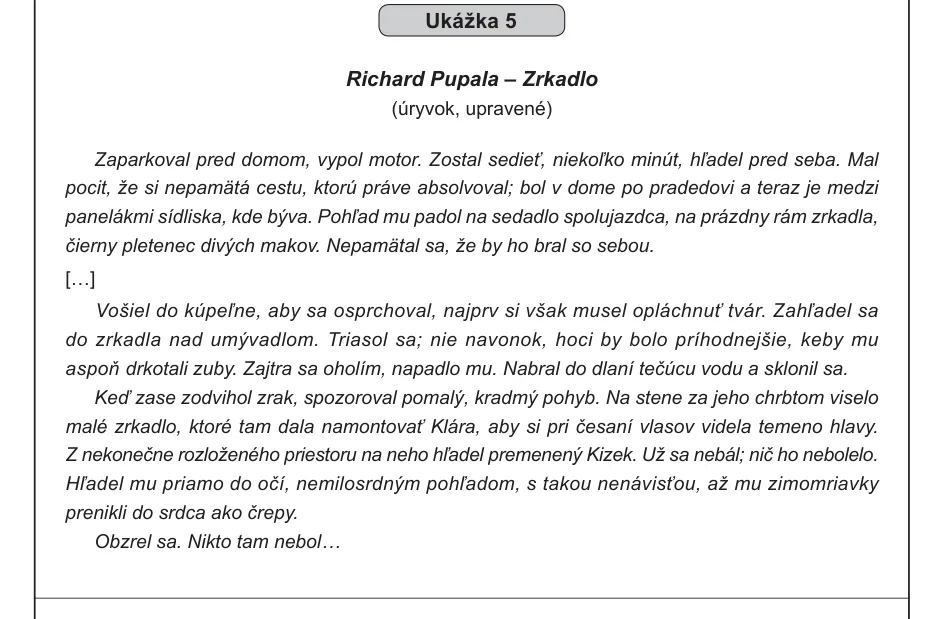 Ukážka 5
Richard Pupala – Zrkadlo
(úryvok, upravené)
Zaparkoval pred domom, vypol motor. Zostal sedieť, niekoľko minút, hľadel pred seba. Mal
pocit, že si nepamätá cestu, ktorú práve absolvoval; bol v dome po pradedovi a teraz je medzi
panelákmi sídliska, kde býva. Pohľad mu padol na sedadlo spolujazdca, na prázdny rám zrkadla,
čierny pletenec divých makov. Nepamätal sa, že by ho bral so sebou.
[…]
Vošiel do kúpeľne, aby sa osprchoval, najprv si však musel opláchnuť tvár. Zahľadel sa
do zrkadla nad umývadlom. Triasol sa; nie navonok, hoci by bolo príhodnejšie, keby mu
aspoň drkotali zuby. Zajtra sa oholím, napadlo mu. Nabral do dlaní tečúcu vodu a sklonil sa.
Keď zase zodvihol zrak, spozoroval pomalý, kradmý pohyb. Na stene za jeho chrbtom viselo
malé zrkadlo, ktoré tam dala namontovať Klára, aby si pri česaní vlasov videla temeno hlavy.
Z nekonečne rozloženého priestoru na neho hľadel premenený Kizek. Už sa nebál; nič ho nebolelo.
Hľadel mu priamo do očí, nemilosrdným pohľadom, s takou nenávisťou, až mu zimomriavky
prenikli do srdca ako črepy.
Obzrel sa. Nikto tam nebol…